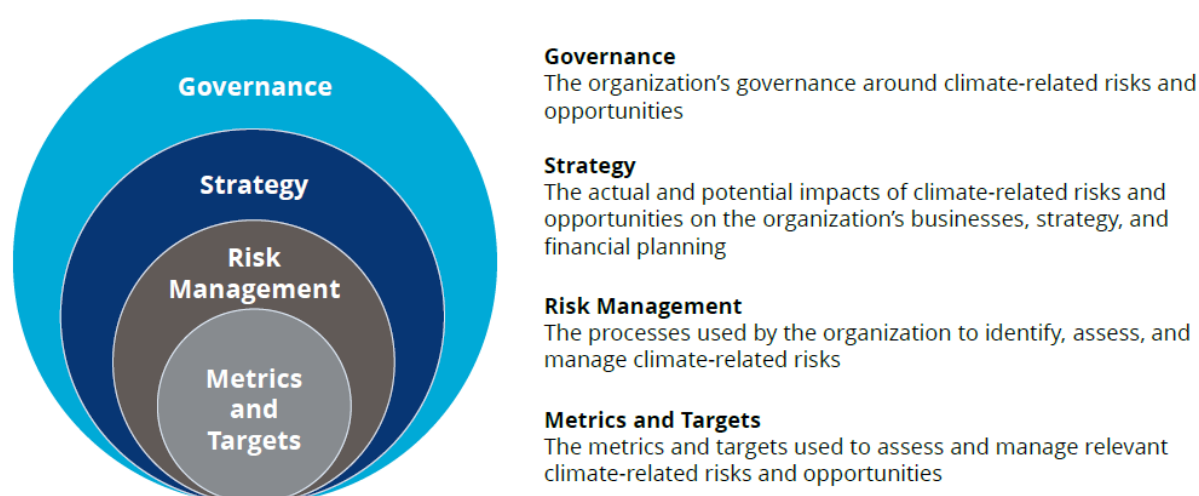 Governance
Strategy
Risk
Management
Metrics
and
Targets
Governance
The organization’s governance around climate-related risks and
opportunities
Strategy
The actual and potential impacts of climate-related risks and
opportunities on the organization’s businesses, strategy, and
financial planning
Risk Management
The processes used by the organization to identify, assess, and
manage climate-related risks
Metrics and Targets
The metrics and targets used to assess and manage relevant
climate-related risks and opportunities